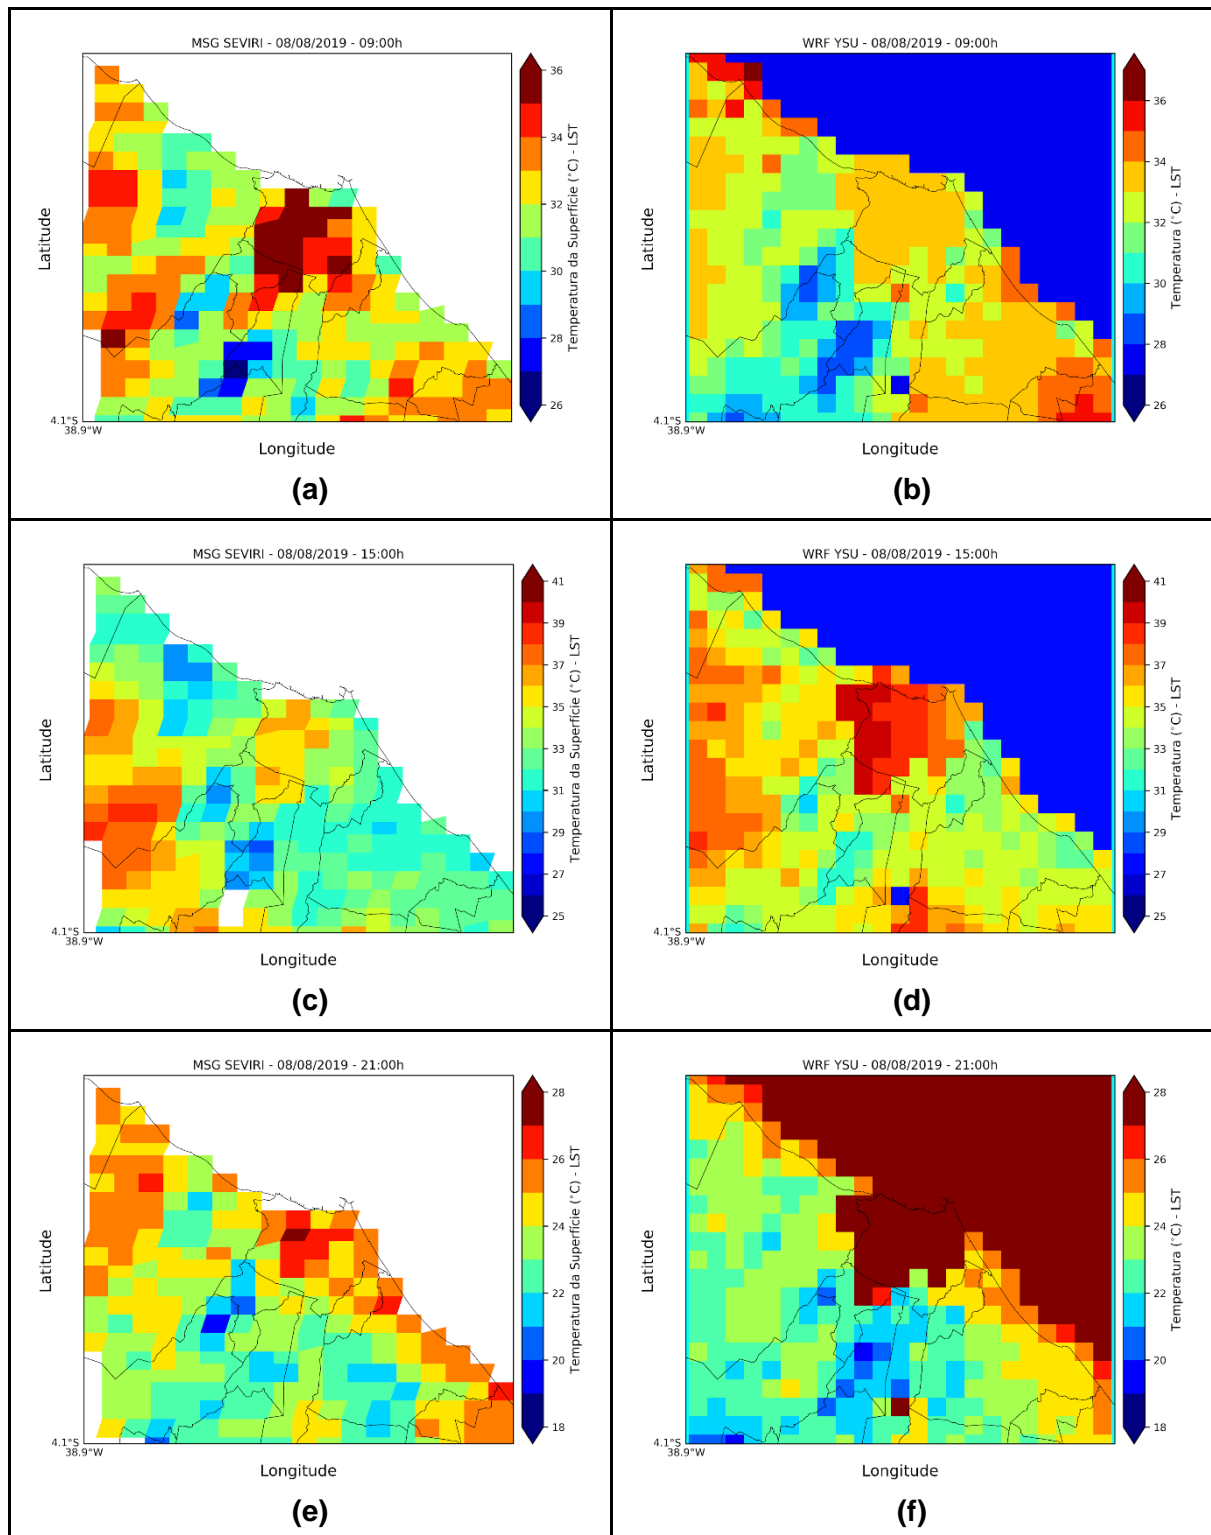 MSG SEVIRI - 08/08/2019 - 09:00h
36
34
32
30
28
26
Temperatura da Superfície (°C) - LST
Latitude
4.1°S
38.9°W
Longitude
(a)
WRF YSU - 08/08/2019 - 09:00h
36
34
32
30
28
26
Temperatura (°C) - LST
Latitude
4.1°S
38.9°W
Longitude
(b)
MSG SEVIRI - 08/08/2019 - 15:00h
41
39
37
35
33
31
29
27
25
Temperatura da Superfície (°C) - LST
Latitude
4.1°S
38.9°W
Longitude
(c)
WRF YSU - 08/08/2019 - 15:00h
41
39
37
35
33
31
29
27
25
Temperatura (°C) - LST
Latitude
4.1°S
38.9°W
Longitude
(d)
MSG SEVIRI - 08/08/2019 - 21:00h
28
26
24
22
20
18
Temperatura da Superfície (°C) - LST
Latitude
4.1°S
38.9°W
Longitude
(e)
WRF YSU - 08/08/2019 - 21:00h
28
26
24
22
20
18
Temperatura (°C) - LST
Latitude
4.1°S
38.9°W
Longitude
(f)